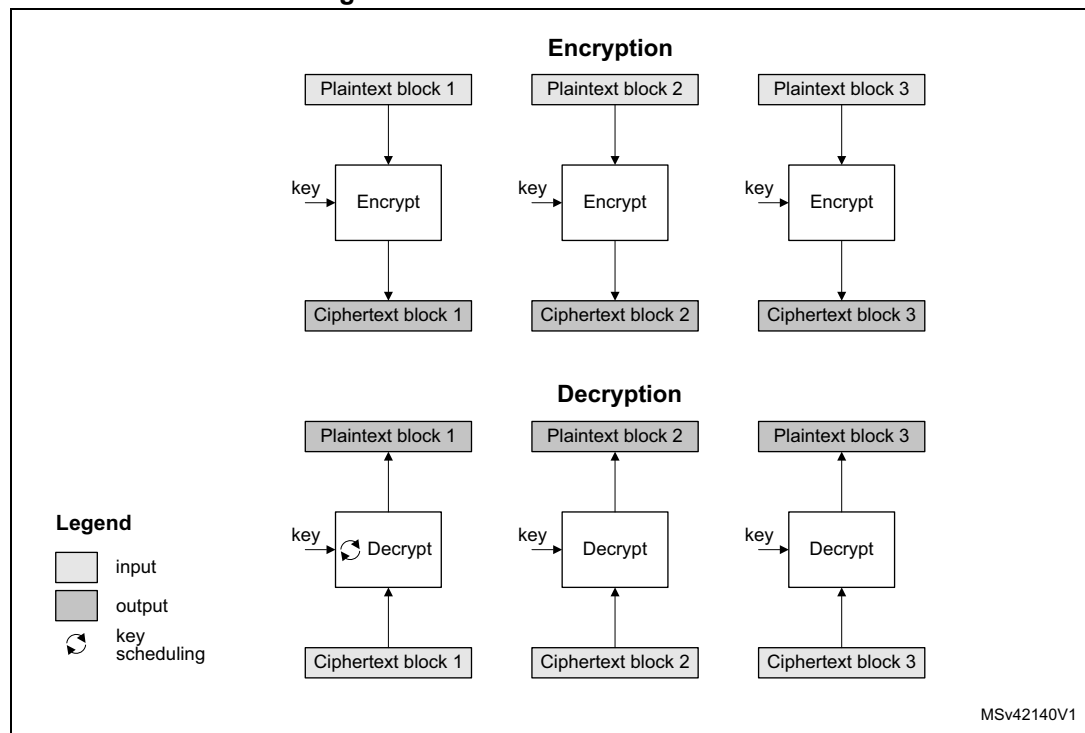 Encryption
Plaintext block 1 Plaintext block 2 Plaintext block 3
key Encrypt key Encrypt key Encrypt
Ciphertext block 1 Ciphertext block 2 Ciphertext block 3
Decryption
Plaintext block 1 Plaintext block 2 Plaintext block 3
key Decrypt key Decrypt key Decrypt
Ciphertext block 1 Ciphertext block 2 Ciphertext block 3
Legend
input
output
key
scheduling
MSv42140V1